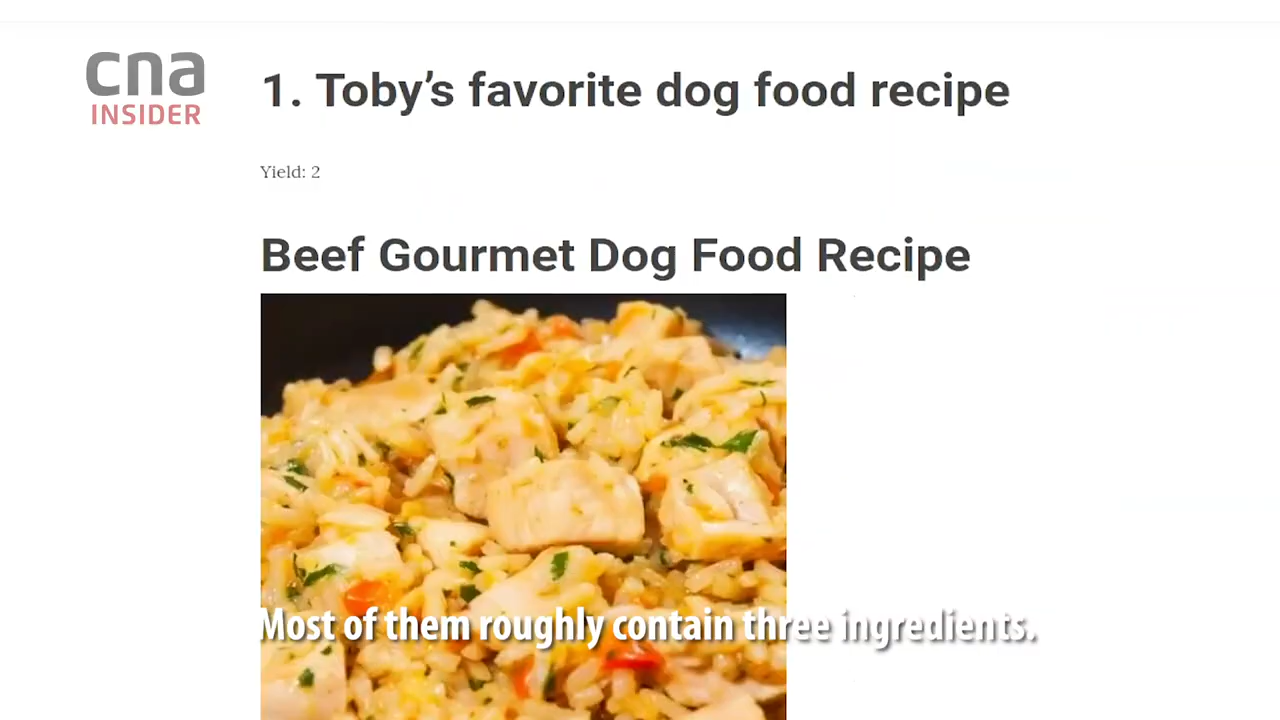 cna
INSIDER
1. Toby’s favorite dog food recipe
Yield: 2
Beef Gourmet Dog Food Recipe
Most of them roughly contain three ingredients.